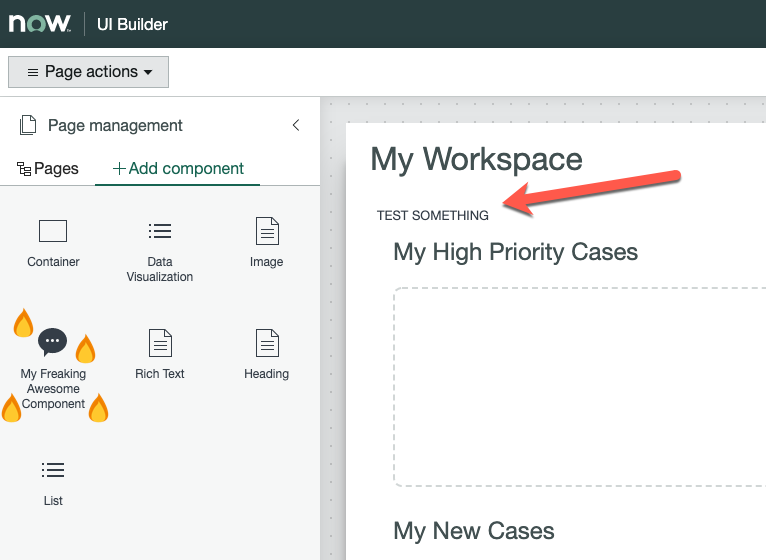 now. UI Builder
Page actions
Page management
Pages Add component
Container
Data
Visualization
Image
My Freaking
Awesome
Component
Rich Text
Heading
List
My Workspace
TEST SOMETHING
My High Priority Cases
My New Cases